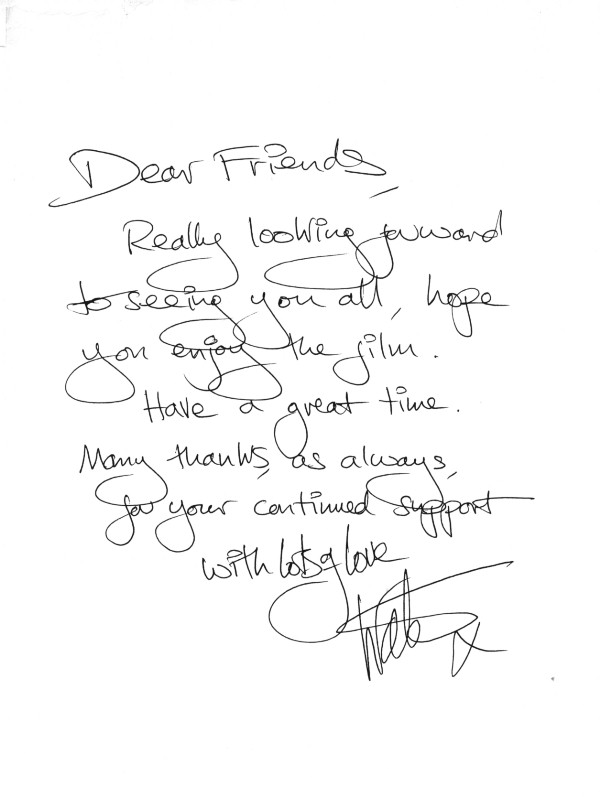 Dear Friends,
Really looking forward
to seeing you all, hope
you enjoy the film.
Have a great time.
Many thanks, as always,
for your continued support
with lots of love
x